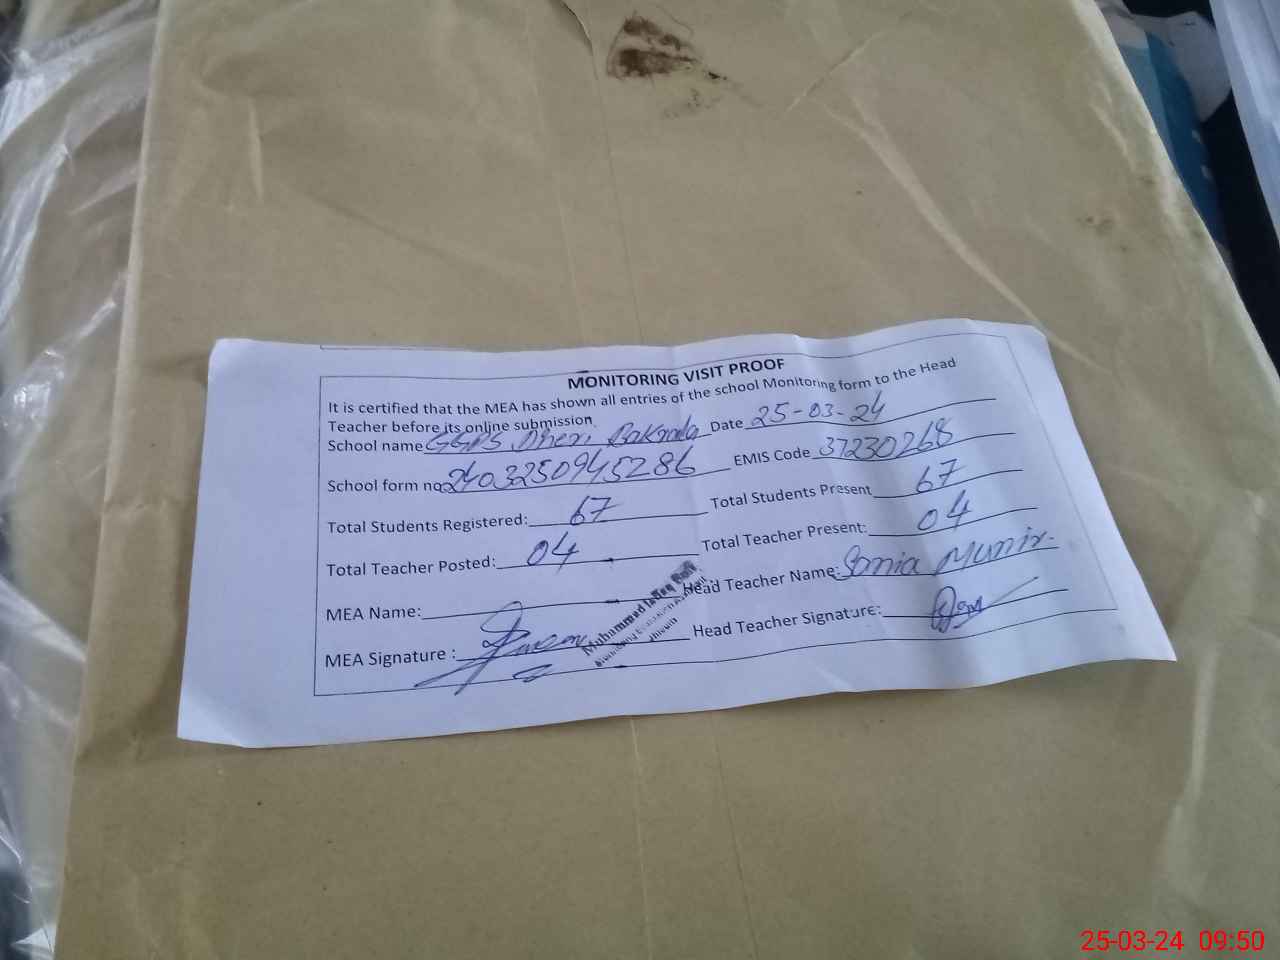 MONITORING VISIT PROOF
It is certified that the MEA has shown all entries of the school Monitoring form to the Head
Teacher before its online submission.
School name GGPS Dheri Date 25-03-24
School form no 2403250945286 EMIS Code 37230268
Total Students Registered: 67 Total Students Present 67
Total Teacher Posted: 04 Total Teacher Present: 04
MEA Name: Muhammad Head Teacher Name: Sonia Munir.
MEA Signature : Head Teacher Signature:
Jhelum
25-03-24 09:50